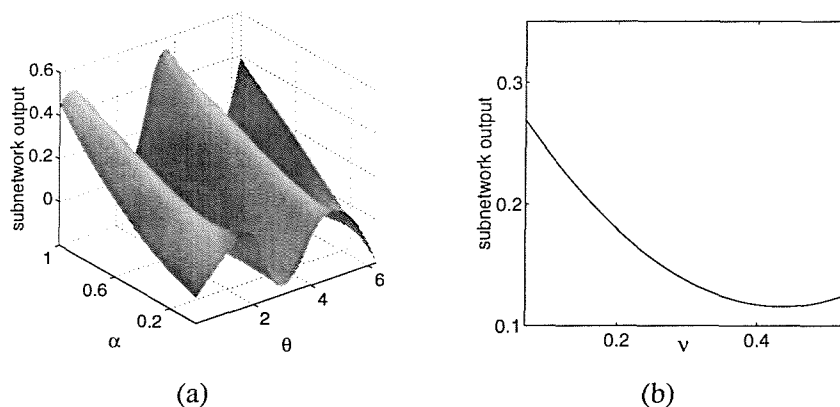 subnetwork output
0.6
0.4
0.2
0
1
0.6
0.2
α
2
4
6
θ
(a)
subnetwork output
0.3
0.2
0.1
0.2
0.4
ν
(b)